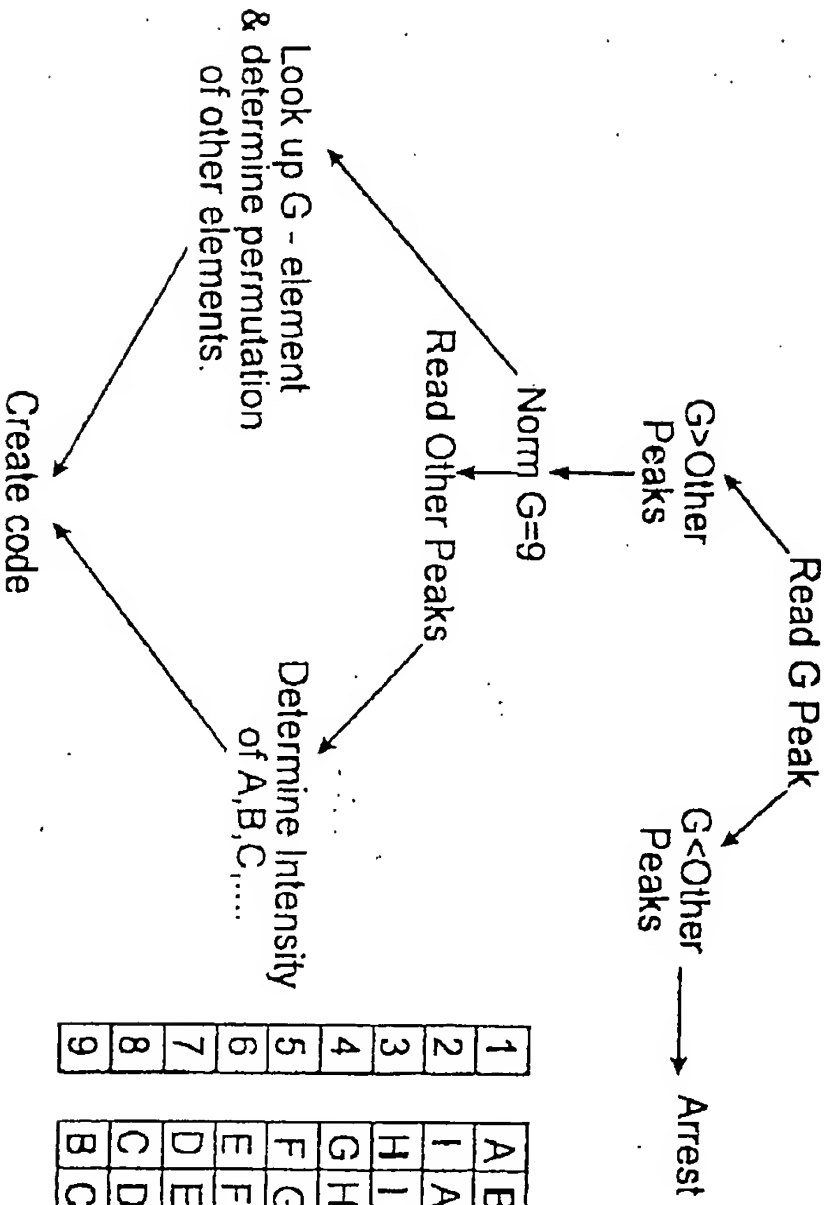 Read G Peak
G>Other
Peaks
G<Other
Peaks
Arrest
Norm G=9
Read Other Peaks
Look up G - element
& determine permutation
of other elements.
Determine Intensity
of A,B,C,.....
Create code
1 A B
2 I A
3 H I
4 G H
5 F G
6 E F
7 D E
8 C D
9 B C